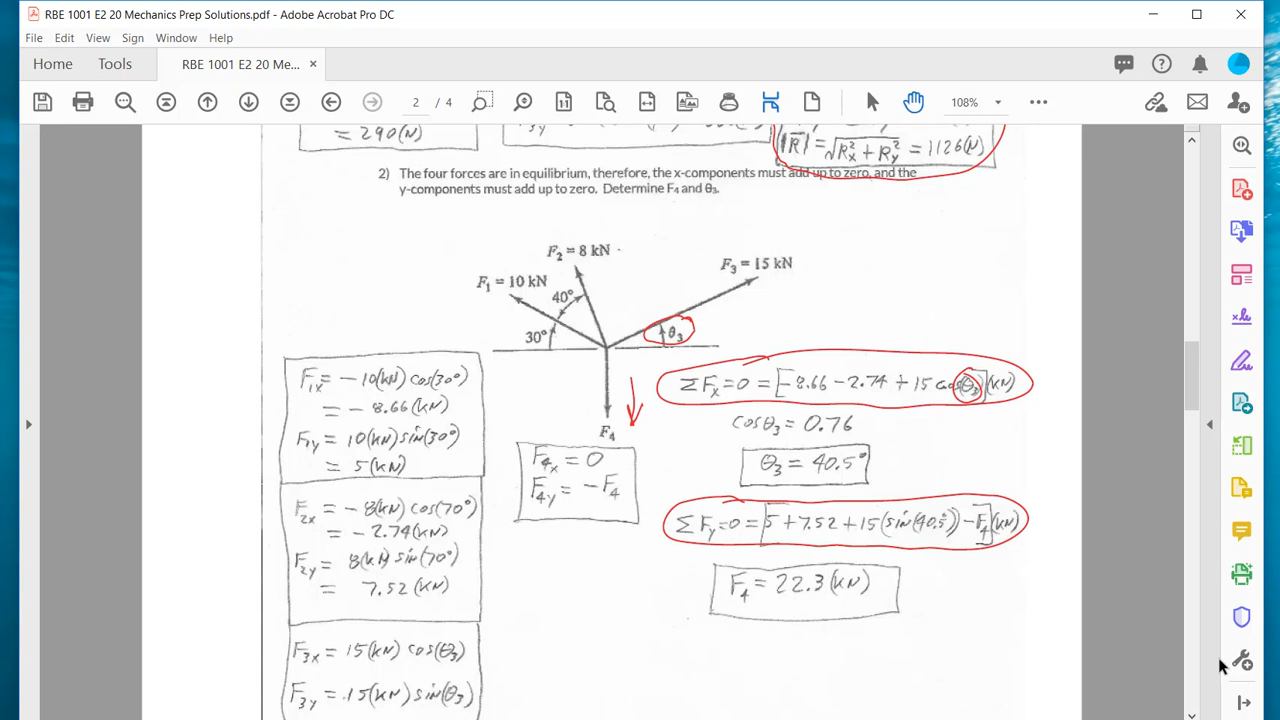 RBE 1001 E2 20 Mechanics Prep Solutions.pdf - Adobe Acrobat Pro DC
File Edit View Sign Window Help
Home Tools RBE 1001 E2 20 Me... ×
2 / 4 108%
= 290(N)
|R| = √Rx² + Ry² = 1126(N)
2) The four forces are in equilibrium, therefore, the x-components must add up to zero, and the
y-components must add up to zero. Determine F₄ and θ₃.
F₂ = 8 kN
F₃ = 15 kN
F₁ = 10 kN
40°
30°
θ₃
F₄
F1x = -10(kN) cos(30°)
= -8.66(kN)
F1y = 10(kN) sin(30°)
= 5(kN)
F2x = -8(kN) cos(70°)
= -2.74(kN)
F2y = 8(kN) sin(70°)
= 7.52(kN)
F3x = 15(kN) cos(θ₃)
F3y = 15(kN) sin(θ₃)
F4x = 0
F4y = -F₄
ΣFx = 0 = [-8.66 - 2.74 + 15 cos(θ₃)](kN)
cosθ₃ = 0.76
θ₃ = 40.5°
ΣFy = 0 = [5 + 7.52 + 15(sin(40.5°)) - F₄](kN)
F₄ = 22.3(kN)